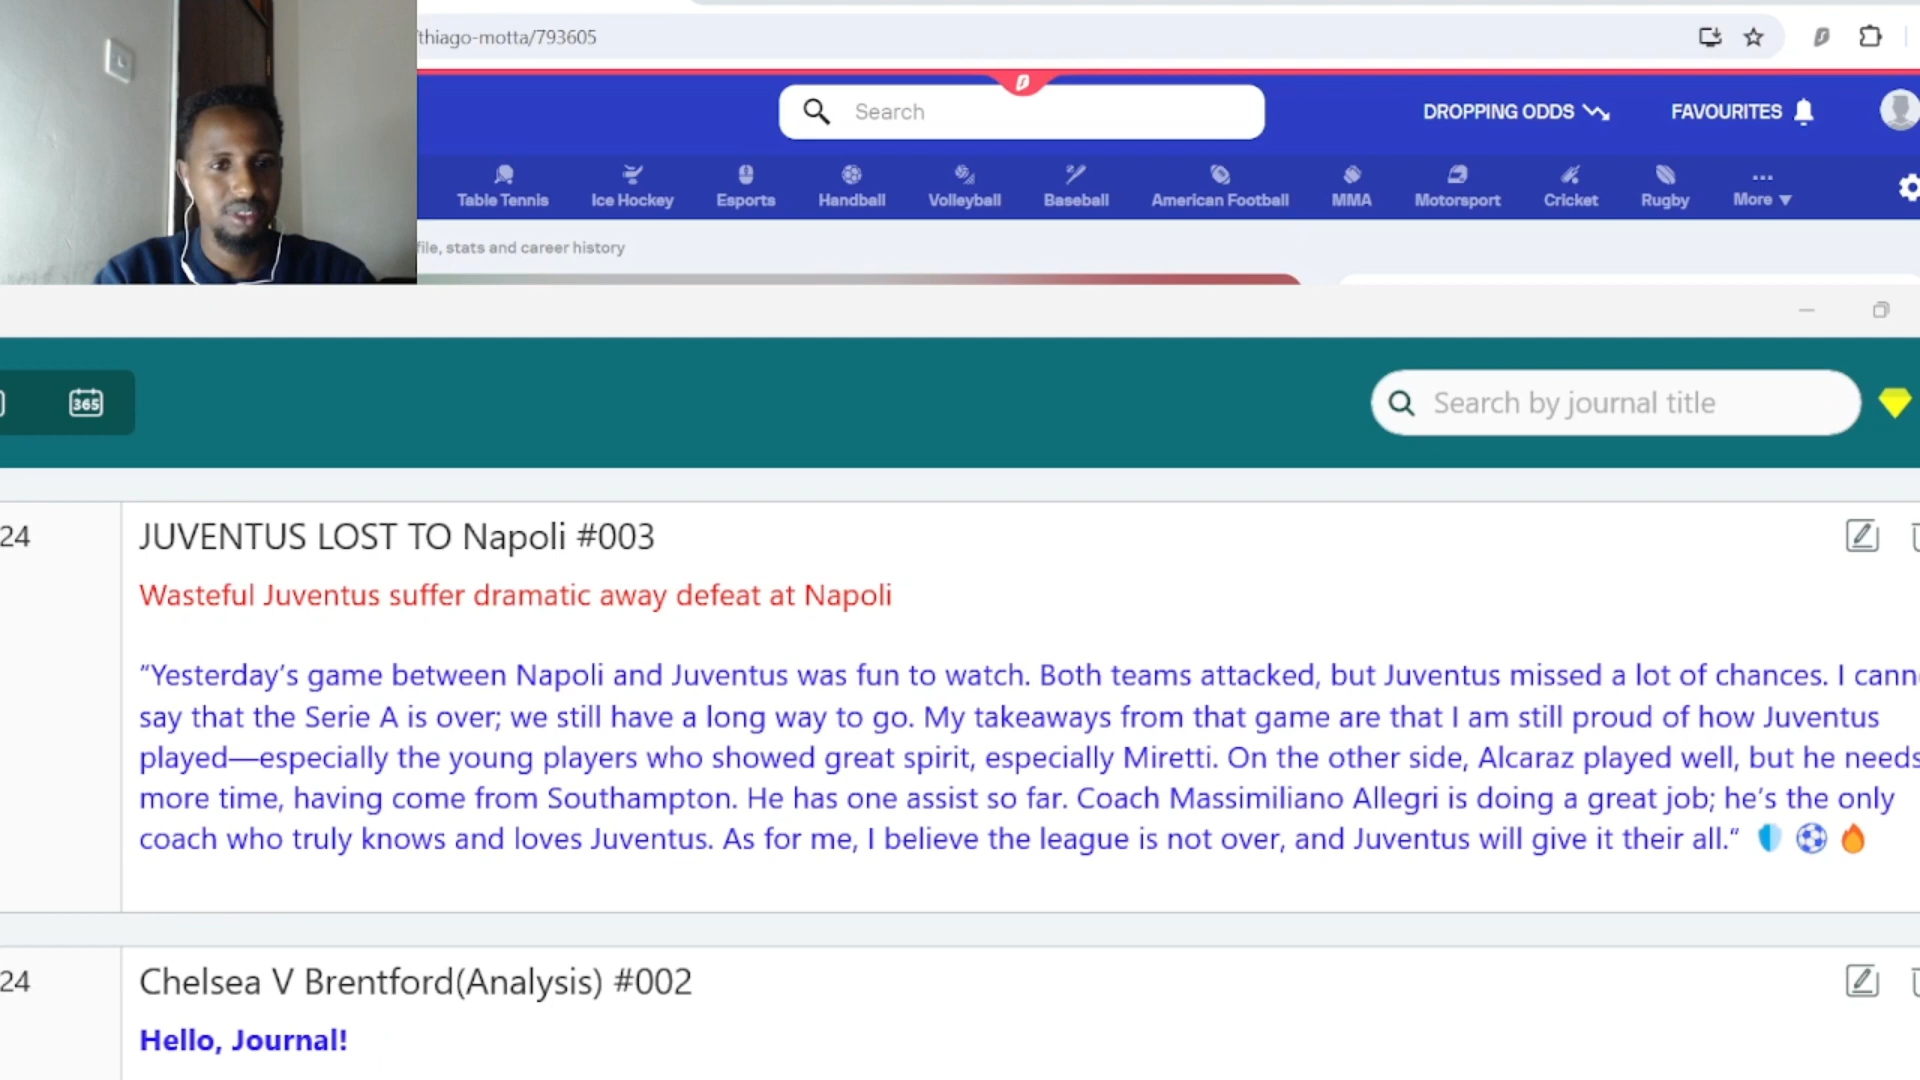 thiago-motta/793605
Search
DROPPING ODDS
FAVOURITES
Table Tennis
Ice Hockey
Esports
Handball
Volleyball
Baseball
American Football
MMA
Motorsport
Cricket
Rugby
More
file, stats and career history
365
Search by journal title
24
JUVENTUS LOST TO Napoli #003
Wasteful Juventus suffer dramatic away defeat at Napoli
“Yesterday’s game between Napoli and Juventus was fun to watch. Both teams attacked, but Juventus missed a lot of chances. I cann
say that the Serie A is over; we still have a long way to go. My takeaways from that game are that I am still proud of how Juventus
played—especially the young players who showed great spirit, especially Miretti. On the other side, Alcaraz played well, but he needs
more time, having come from Southampton. He has one assist so far. Coach Massimiliano Allegri is doing a great job; he’s the only
coach who truly knows and loves Juventus. As for me, I believe the league is not over, and Juventus will give it their all.“
24
Chelsea V Brentford(Analysis) #002
Hello, Journal!